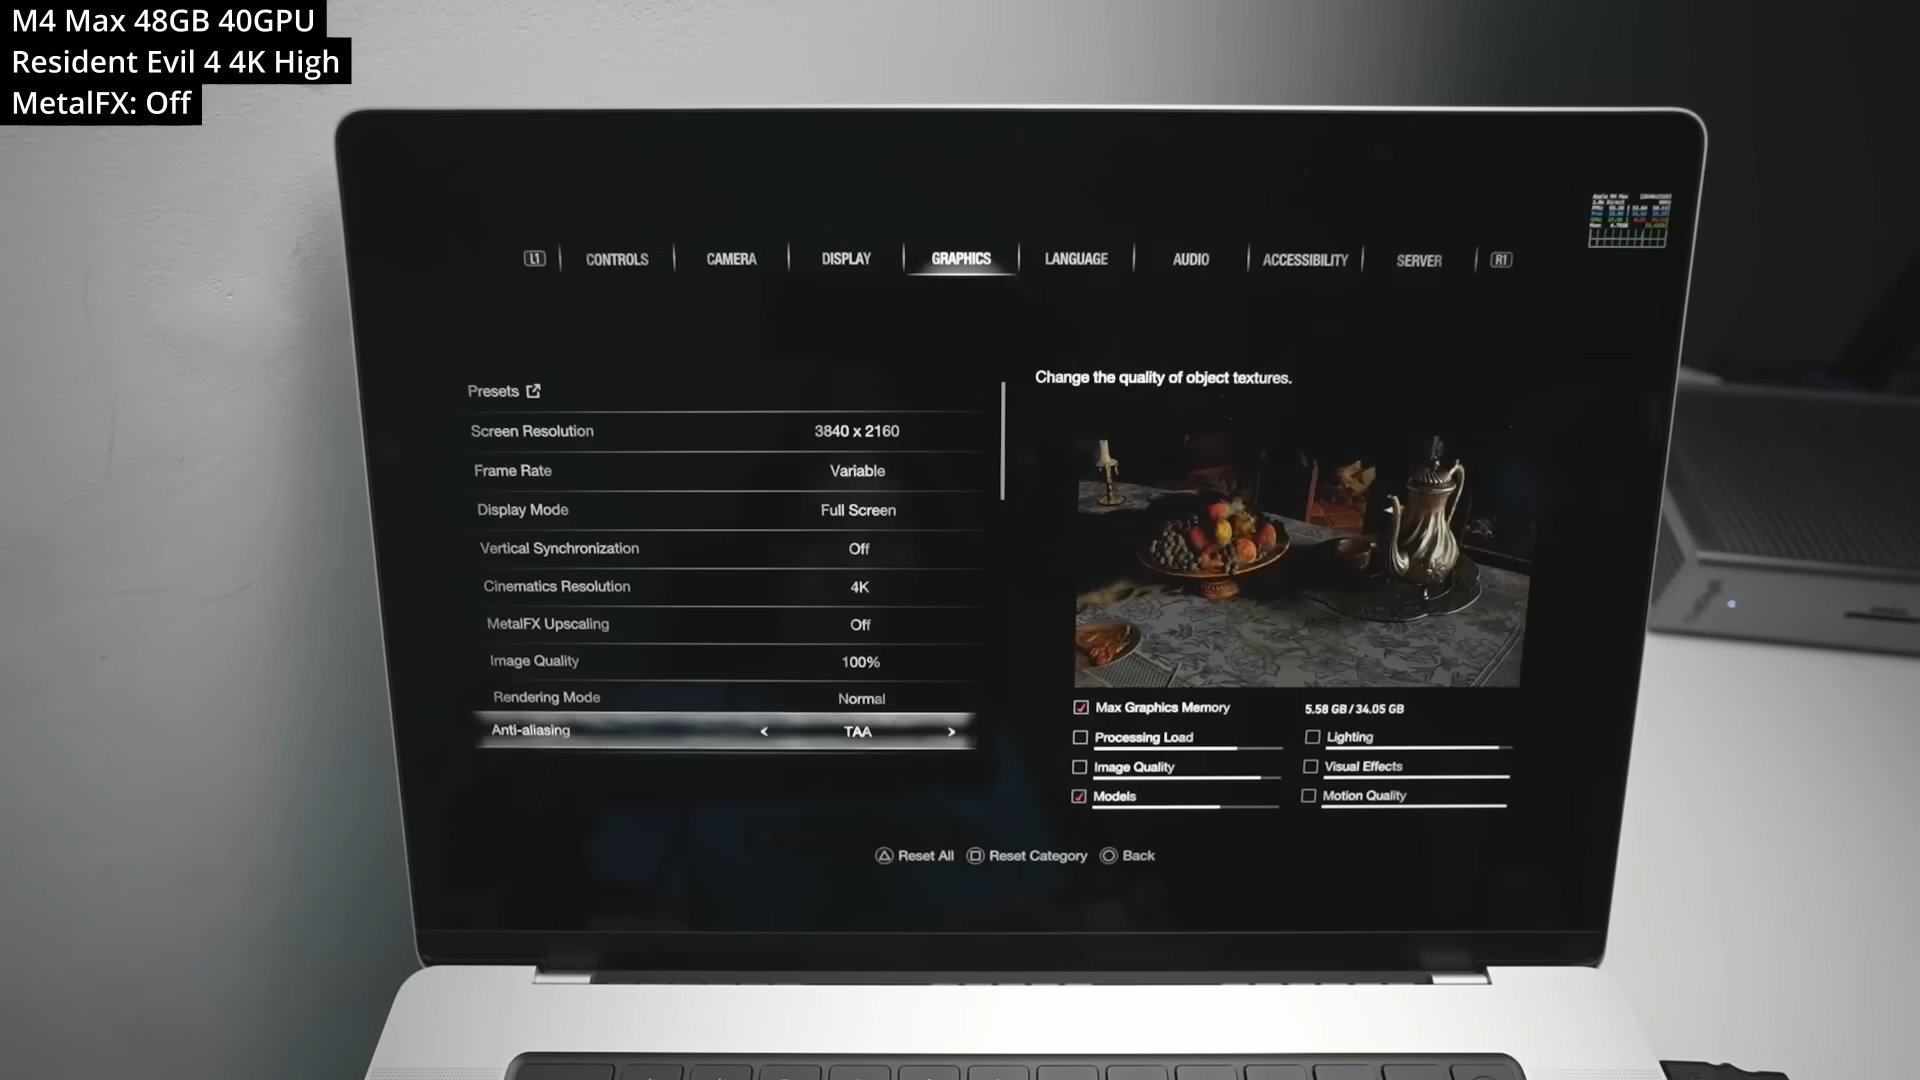 M4 Max 48GB 40GPU
Resident Evil 4 4K High
MetalFX: Off
L1 CONTROLS CAMERA DISPLAY GRAPHICS LANGUAGE AUDIO ACCESSIBILITY SERVER R1
Presets
Screen Resolution 3840 x 2160
Frame Rate Variable
Display Mode Full Screen
Vertical Synchronization Off
Cinematics Resolution 4K
MetalFX Upscaling Off
Image Quality 100%
Rendering Mode Normal
Anti-aliasing < TAA >
Change the quality of object textures.
Max Graphics Memory 5.58 GB / 34.05 GB
Processing Load Lighting
Image Quality Visual Effects
Models Motion Quality
Reset All Reset Category Back